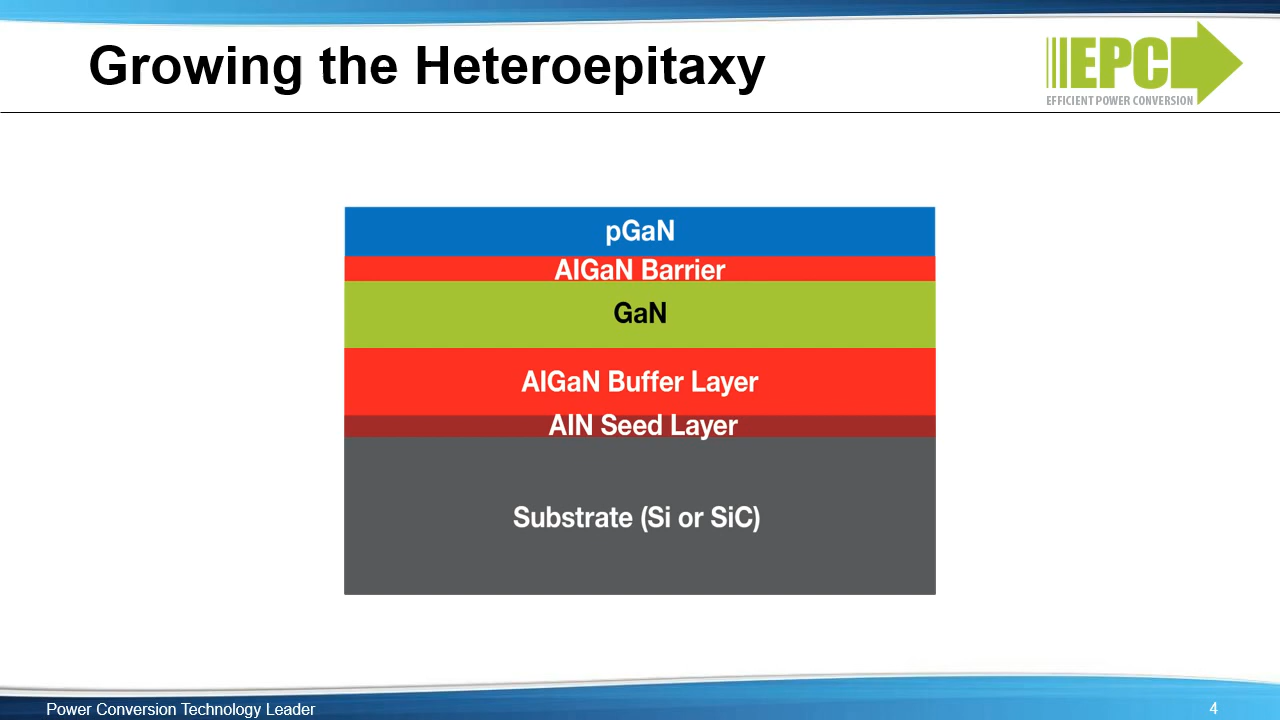 Growing the Heteroepitaxy
EPC
EFFICIENT POWER CONVERSION
pGaN
AlGaN Barrier
GaN
AlGaN Buffer Layer
AlN Seed Layer
Substrate (Si or SiC)
Power Conversion Technology Leader
4